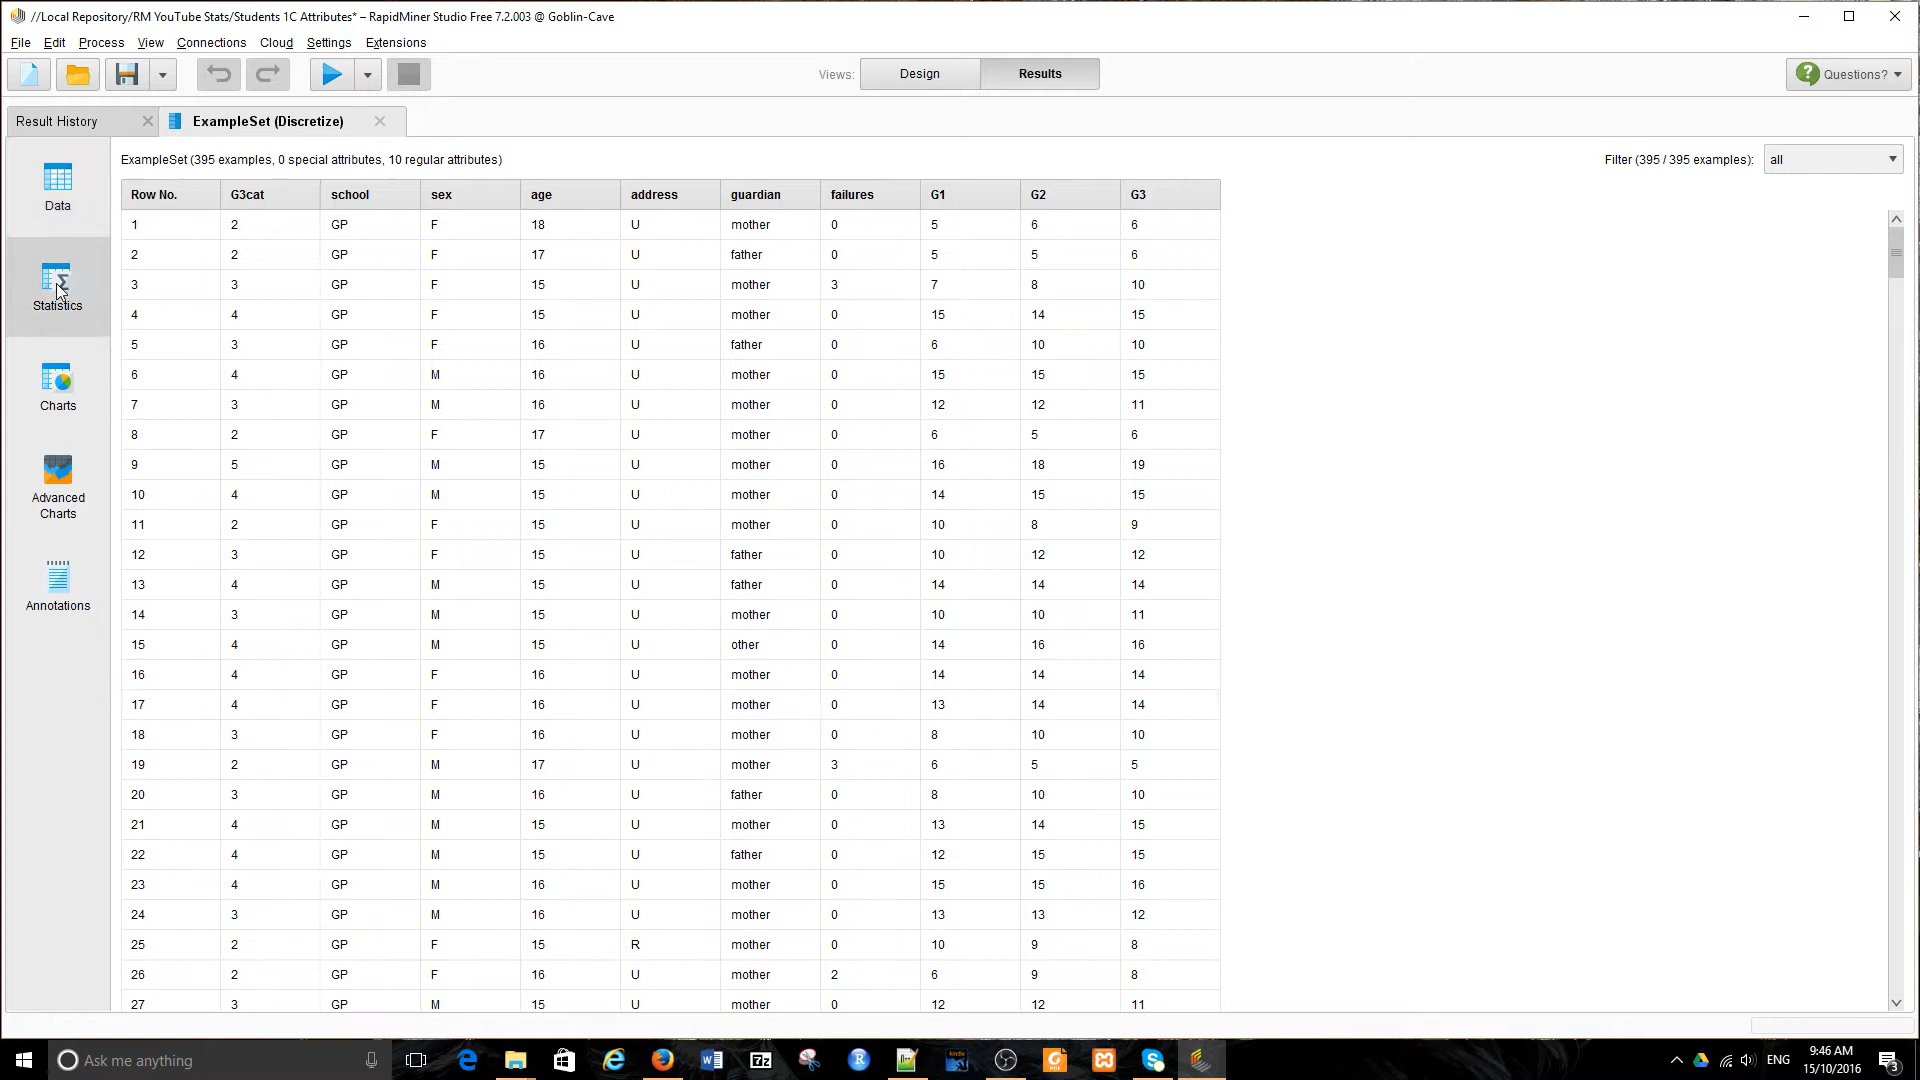 //Local Repository/RM YouTube Stats/Students 1C Attributes* – RapidMiner Studio Free 7.2.003 @ Goblin-Cave
File Edit Process View Connections Cloud Settings Extensions
Views: Design Results Questions?
Result History ExampleSet (Discretize)
ExampleSet (395 examples, 0 special attributes, 10 regular attributes) Filter (395 / 395 examples): all
Data
Statistics
Charts
Advanced
Charts
Annotations
Row No. G3cat school sex age address guardian failures G1 G2 G3
1 2 GP F 18 U mother 0 5 6 6
2 2 GP F 17 U father 0 5 5 6
3 3 GP F 15 U mother 3 7 8 10
4 4 GP F 15 U mother 0 15 14 15
5 3 GP F 16 U father 0 6 10 10
6 4 GP M 16 U mother 0 15 15 15
7 3 GP M 16 U mother 0 12 12 11
8 2 GP F 17 U mother 0 6 5 6
9 5 GP M 15 U mother 0 16 18 19
10 4 GP M 15 U mother 0 14 15 15
11 2 GP F 15 U mother 0 10 8 9
12 3 GP F 15 U father 0 10 12 12
13 4 GP M 15 U father 0 14 14 14
14 3 GP M 15 U mother 0 10 10 11
15 4 GP M 15 U other 0 14 16 16
16 4 GP F 16 U mother 0 14 14 14
17 4 GP F 16 U mother 0 13 14 14
18 3 GP F 16 U mother 0 8 10 10
19 2 GP M 17 U mother 3 6 5 5
20 3 GP M 16 U father 0 8 10 10
21 4 GP M 15 U mother 0 13 14 15
22 4 GP M 15 U father 0 12 15 15
23 4 GP M 16 U mother 0 15 15 16
24 3 GP M 16 U mother 0 13 13 12
25 2 GP F 15 R mother 0 10 9 8
26 2 GP F 16 U mother 2 6 9 8
27 3 GP M 15 U mother 0 12 12 11
Ask me anything
7z
R
kindle
ENG
9:46 AM
15/10/2016
3